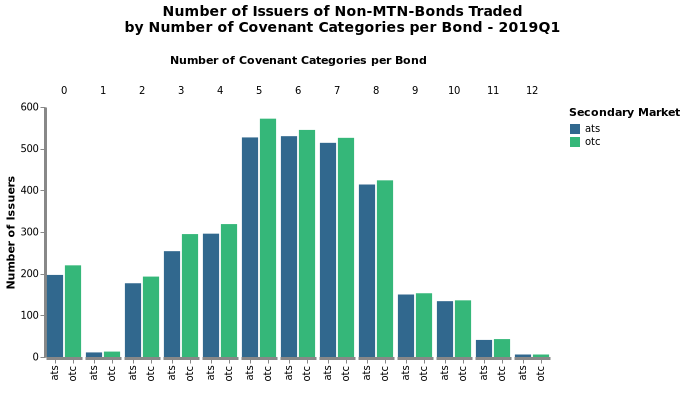 Number of Issuers of Non-MTN-Bonds Traded
by Number of Covenant Categories per Bond - 2019Q1
Number of Covenant Categories per Bond
0 1 2 3 4 5 6 7 8 9 10 11 12
Secondary Market
ats
otc
Number of Issuers
600
500
400
300
200
100
0
ats otc ats otc ats otc ats otc ats otc ats otc ats otc ats otc ats otc ats otc ats otc ats otc ats otc